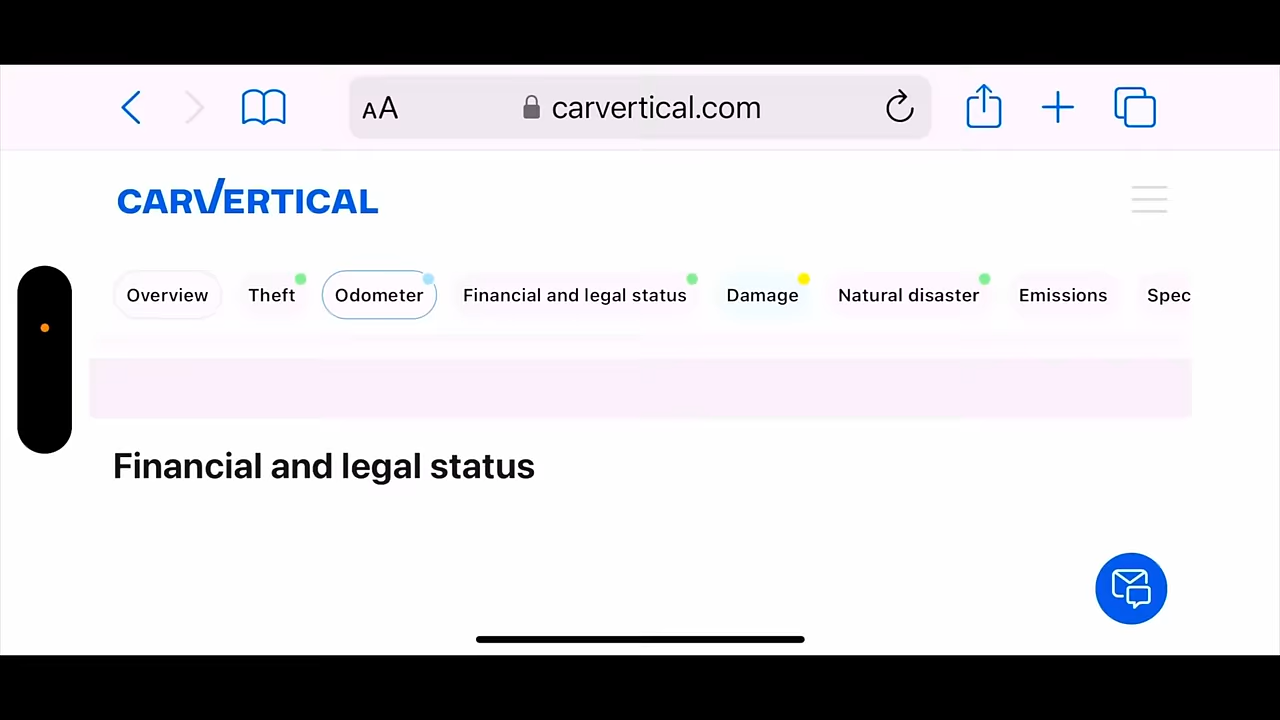 AA carvertical.com
CARVERTICAL
Overview Theft Odometer Financial and legal status Damage Natural disaster Emissions Spec
Financial and legal status